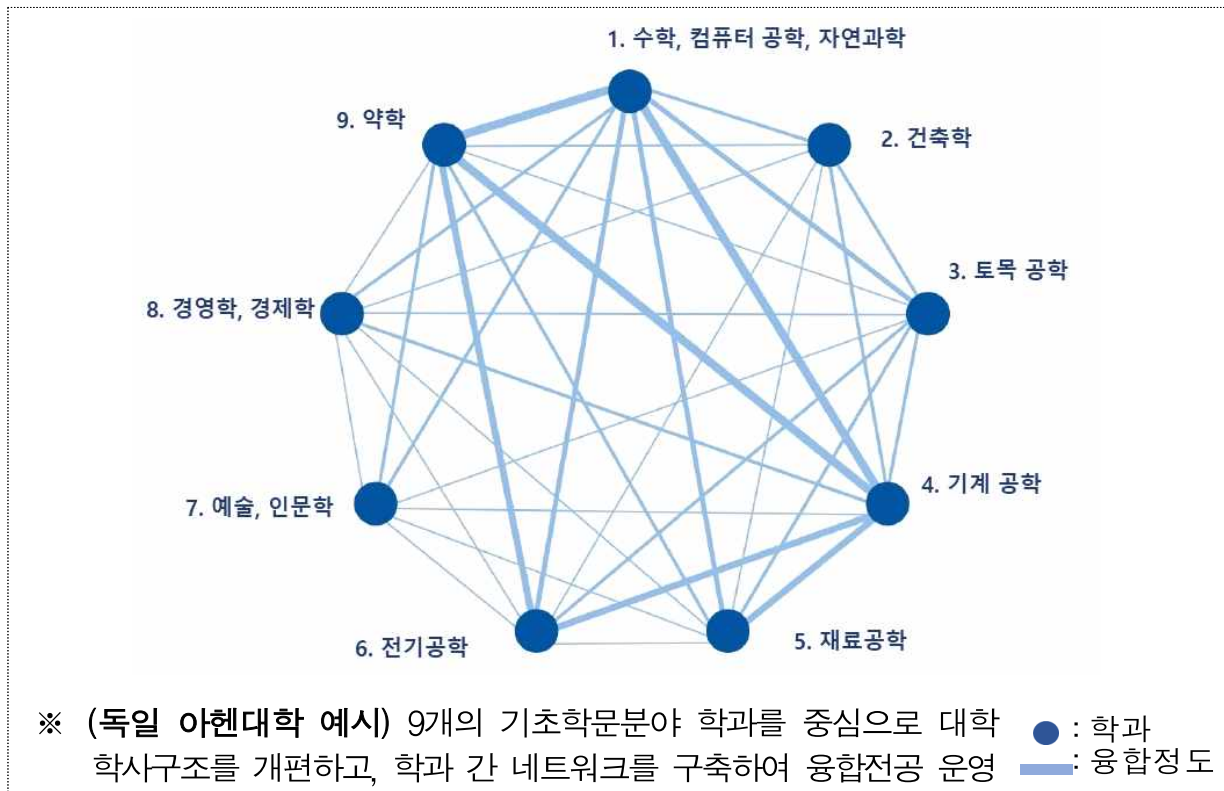 1. 수학, 컴퓨터 공학, 자연과학
9. 약학
2. 건축학
3. 토목 공학
8. 경영학, 경제학
4. 기계 공학
7. 예술, 인문학
6. 전기공학
5. 재료공학
※ (독일 아헨대학 예시) 9개의 기초학문분야 학과를 중심으로 대학
학사구조를 개편하고, 학과 간 네트워크를 구축하여 융합전공 운영
: 학과
: 융합정도